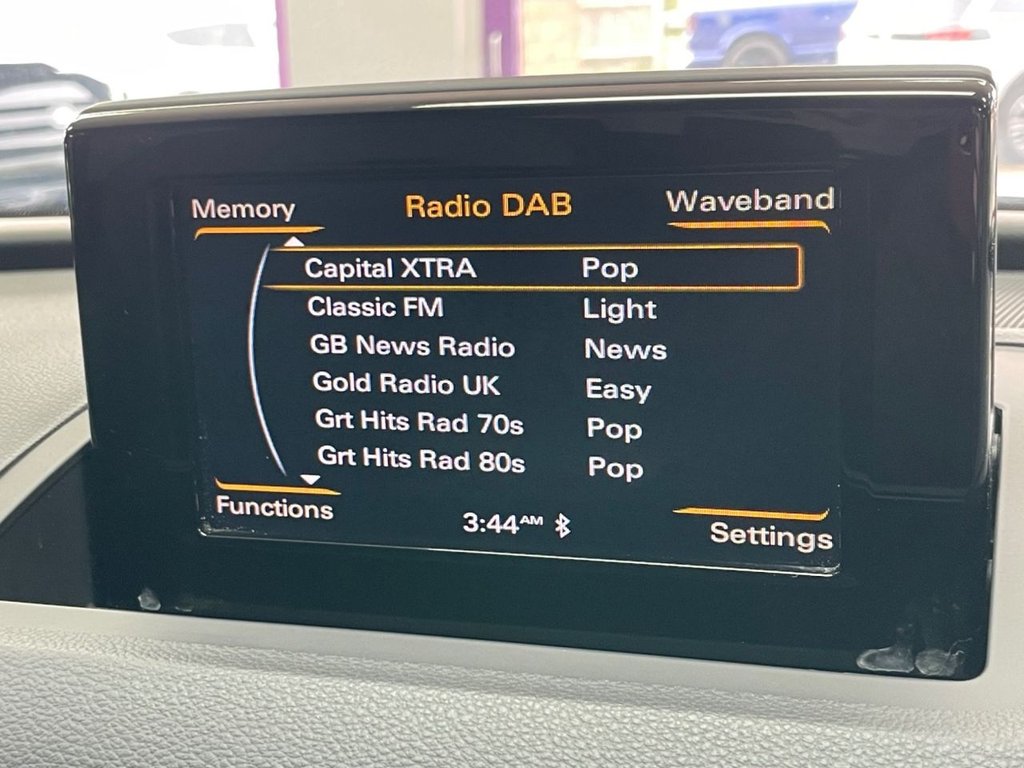 Memory Radio DAB Waveband
Capital XTRA Pop
Classic FM Light
GB News Radio News
Gold Radio UK Easy
Grt Hits Rad 70s Pop
Grt Hits Rad 80s Pop
Functions 3:44AM Settings